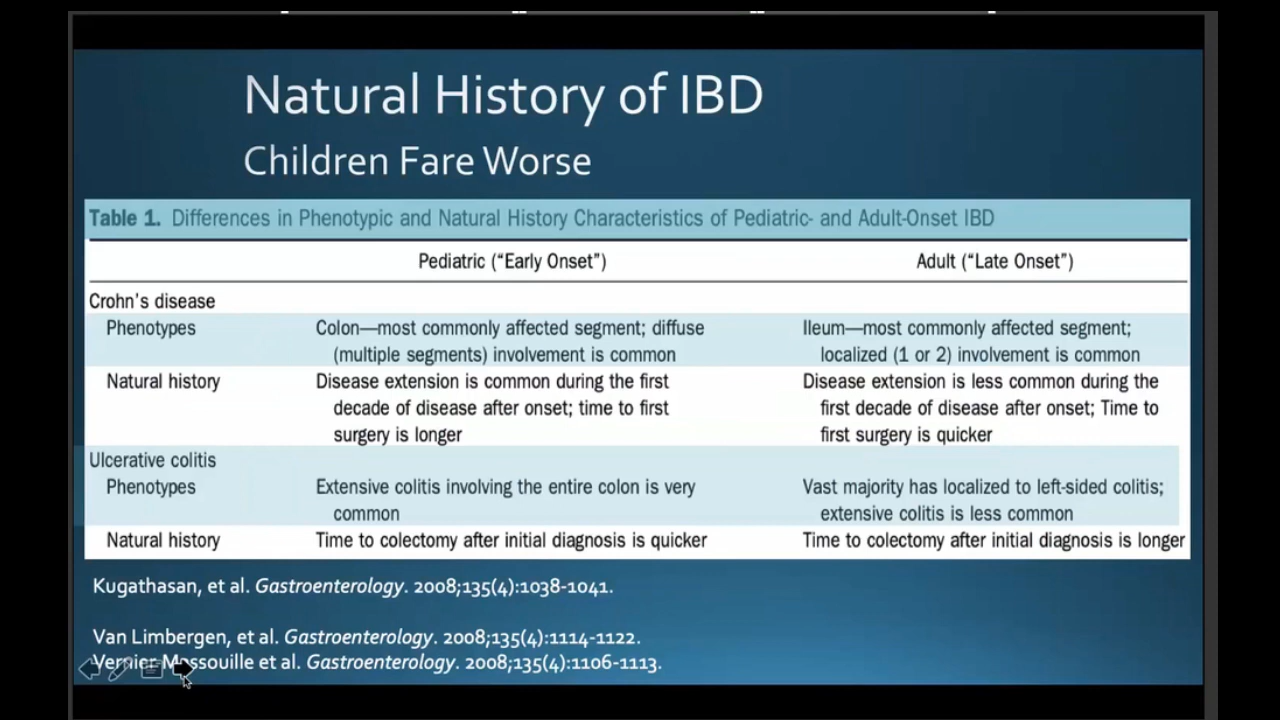 Natural History of IBD
Children Fare Worse
Table 1. Differences in Phenotypic and Natural History Characteristics of Pediatric- and Adult-Onset IBD
Pediatric (“Early Onset”) Adult (“Late Onset”)
Crohn’s disease
Phenotypes Colon—most commonly affected segment; diffuse Ileum—most commonly affected segment;
(multiple segments) involvement is common localized (1 or 2) involvement is common
Natural history Disease extension is common during the first Disease extension is less common during the
decade of disease after onset; time to first first decade of disease after onset; Time to
surgery is longer first surgery is quicker
Ulcerative colitis
Phenotypes Extensive colitis involving the entire colon is very Vast majority has localized to left-sided colitis;
common extensive colitis is less common
Natural history Time to colectomy after initial diagnosis is quicker Time to colectomy after initial diagnosis is longer
Kugathasan, et al. Gastroenterology. 2008;135(4):1038-1041.
Van Limbergen, et al. Gastroenterology. 2008;135(4):1114-1122.
Vernier Massouille et al. Gastroenterology. 2008;135(4):1106-1113.